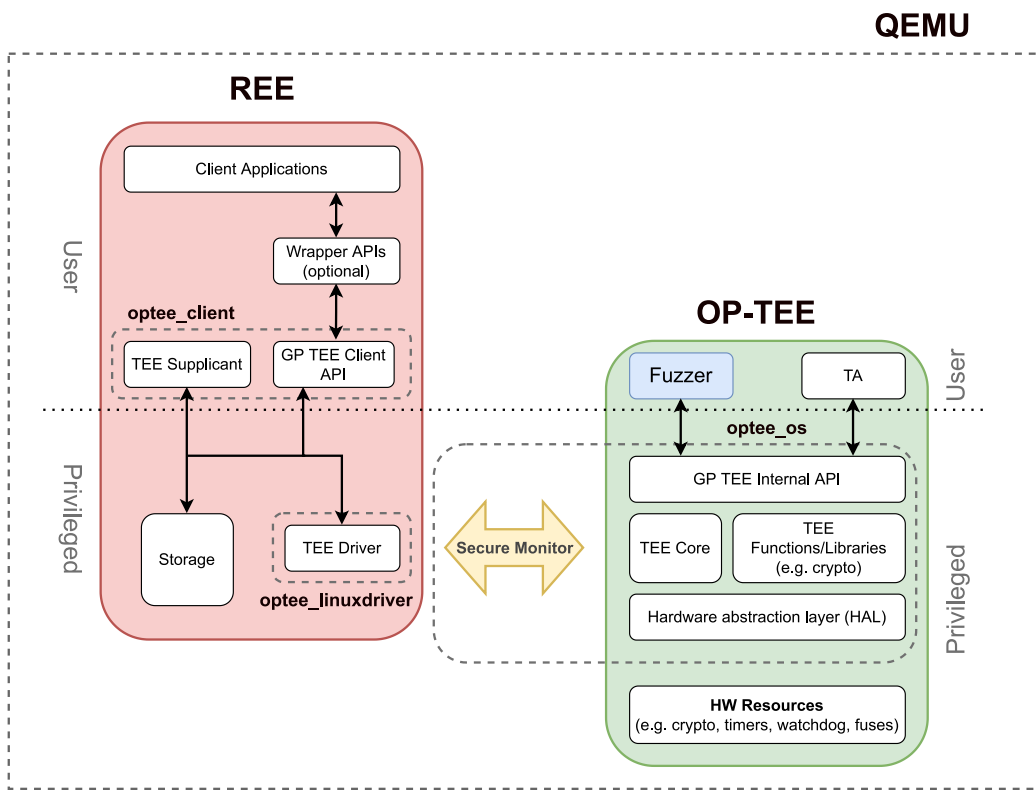 QEMU
REE
Client Applications
User
Wrapper APIs
(optional)
optee_client
TEE Supplicant
GP TEE Client
API
Privileged
Storage
TEE Driver
optee_linuxdriver
Secure Monitor
OP-TEE
Fuzzer
TA
User
optee_os
GP TEE Internal API
TEE Core
TEE
Functions/Libraries
(e.g. crypto)
Privileged
Hardware abstraction layer (HAL)
HW Resources
(e.g. crypto, timers, watchdog, fuses)